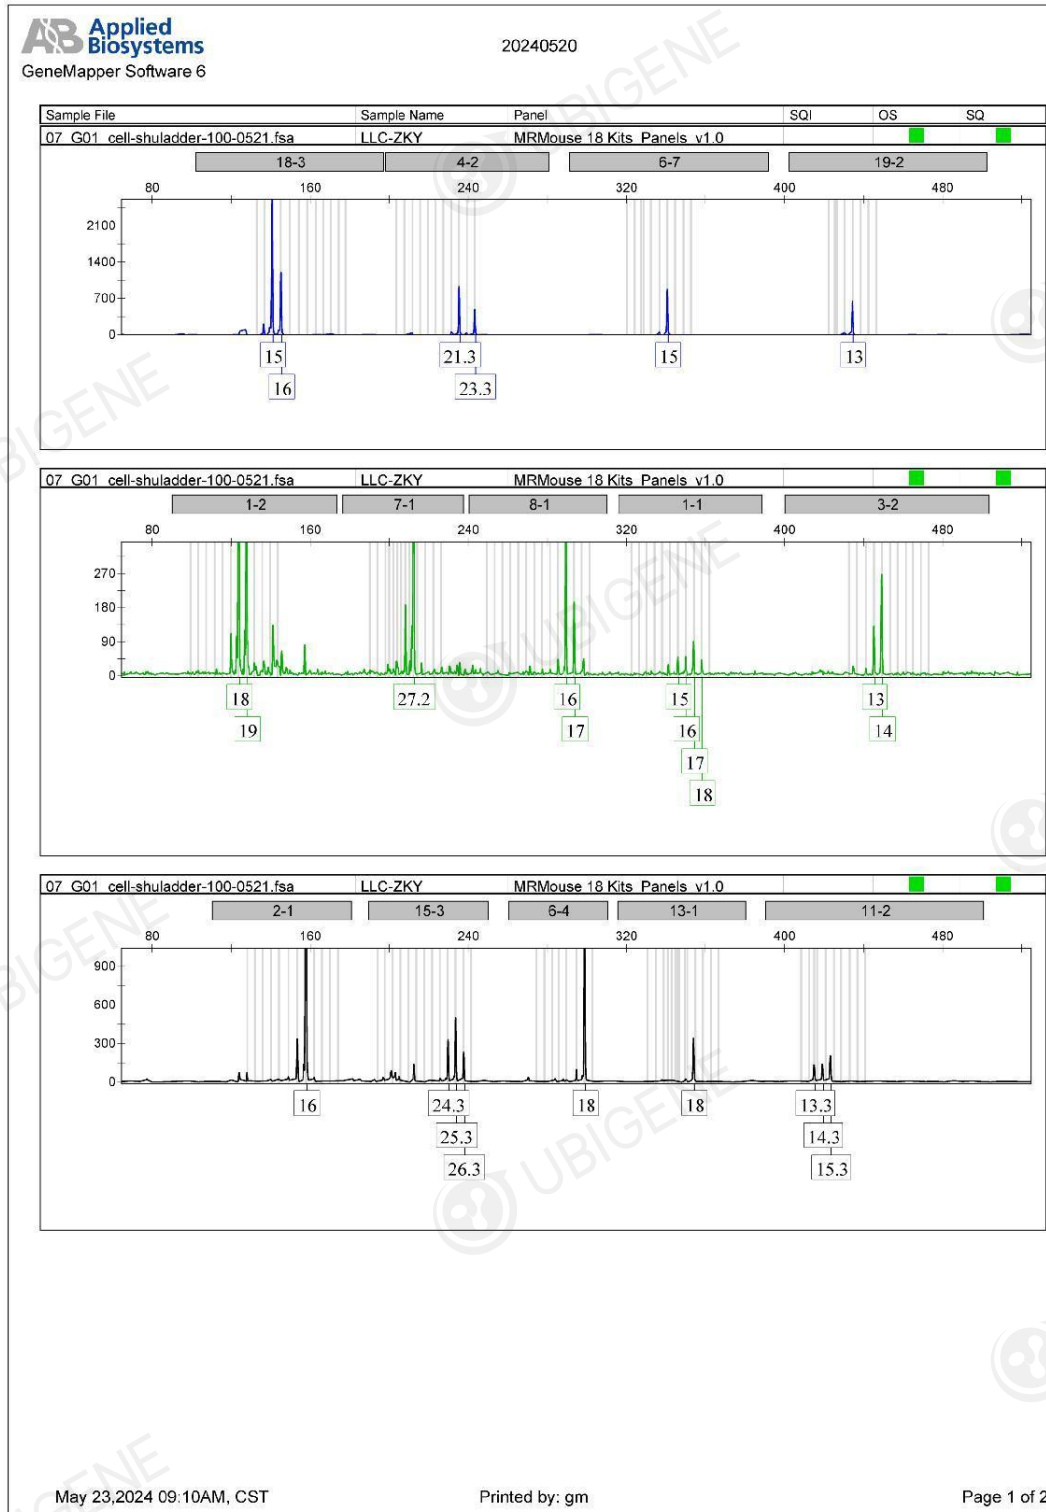 AB Applied Biosystems
20240520
GeneMapper Software 6
Sample File Sample Name Panel SQI OS SQ
07_G01_cell-shuladder-100-0521.fsa LLC-ZKY MRMouse 18 Kits_Panels_v1.0
18-3 4-2 6-7 19-2
80 160 240 320 400 480
2100
1400
700
0
15 21.3 15 13
16 23.3
07_G01_cell-shuladder-100-0521.fsa LLC-ZKY MRMouse 18 Kits_Panels_v1.0
1-2 7-1 8-1 1-1 3-2
80 160 240 320 400 480
270
180
90
0
18 27.2 16 15 13
19 17 16 14
17
18
07_G01_cell-shuladder-100-0521.fsa LLC-ZKY MRMouse 18 Kits_Panels_v1.0
2-1 15-3 6-4 13-1 11-2
80 160 240 320 400 480
900
600
300
0
16 24.3 18 18 13.3
25.3 14.3
26.3 15.3
May 23,2024 09:10AM, CST Printed by: gm Page 1 of 2
UBIGENE
UBIGENE
UBIGENE
UBIGENE
UBIGENE
UBIGENE